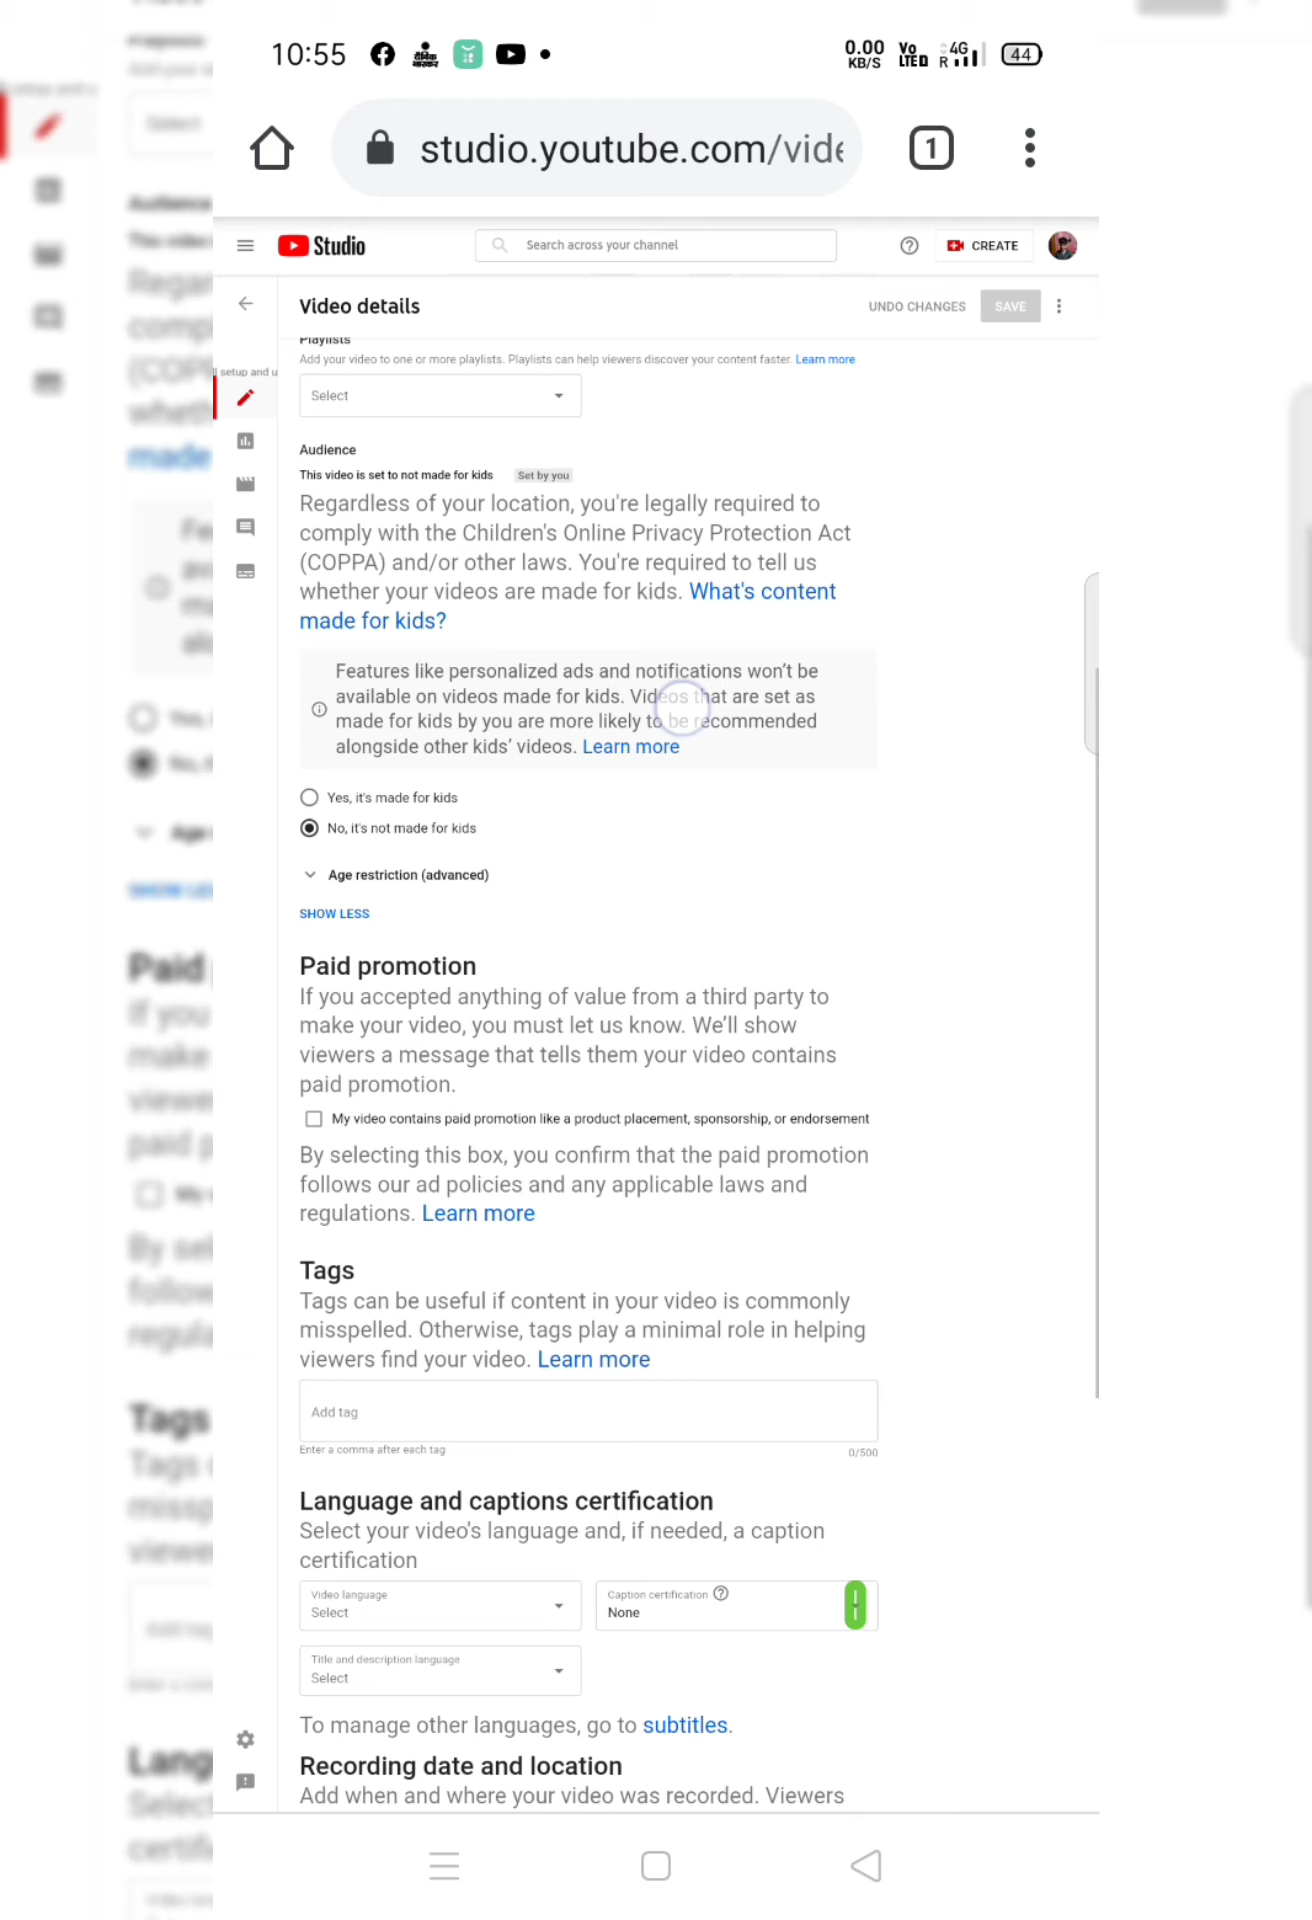 10:55
दैनिक
भास्कर
0.00
KB/S
Vo
LTE
4G
R
44
studio.youtube.com/vide
1
Studio
Search across your channel
CREATE
Video details
UNDO CHANGES
SAVE
Playlists
Add your video to one or more playlists. Playlists can help viewers discover your content faster. Learn more
setup and u
Select
Audience
This video is set to not made for kids
Set by you
Regardless of your location, you're legally required to
comply with the Children's Online Privacy Protection Act
(COPPA) and/or other laws. You're required to tell us
whether your videos are made for kids. What's content
made for kids?
Features like personalized ads and notifications won't be
available on videos made for kids. Videos that are set as
made for kids by you are more likely to be recommended
alongside other kids' videos. Learn more
Yes, it's made for kids
No, it's not made for kids
Age restriction (advanced)
SHOW LESS
Paid promotion
If you accepted anything of value from a third party to
make your video, you must let us know. We'll show
viewers a message that tells them your video contains
paid promotion.
My video contains paid promotion like a product placement, sponsorship, or endorsement
By selecting this box, you confirm that the paid promotion
follows our ad policies and any applicable laws and
regulations. Learn more
Tags
Tags can be useful if content in your video is commonly
misspelled. Otherwise, tags play a minimal role in helping
viewers find your video. Learn more
Add tag
Enter a comma after each tag
0/500
Language and captions certification
Select your video's language and, if needed, a caption
certification
Video language
Select
Caption certification
None
Title and description language
Select
To manage other languages, go to subtitles.
Recording date and location
Add when and where your video was recorded. Viewers